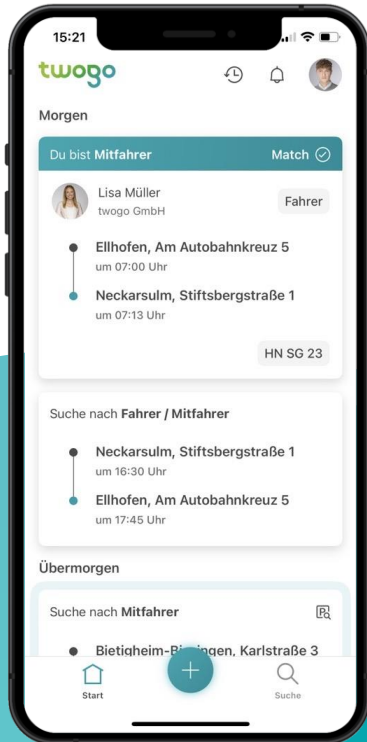 15:21
twogo
Morgen
Du bist Mitfahrer
Match
Lisa Müller
twogo GmbH
Fahrer
Ellhofen, Am Autobahnkreuz 5
um 07:00 Uhr
Neckarsulm, Stiftsbergstraße 1
um 07:13 Uhr
HN SG 23
Suche nach Fahrer / Mitfahrer
Neckarsulm, Stiftsbergstraße 1
um 16:30 Uhr
Ellhofen, Am Autobahnkreuz 5
um 17:45 Uhr
Übermorgen
Suche nach Mitfahrer
Bietigheim-Bissingen, Karlstraße 3
Start
Suche